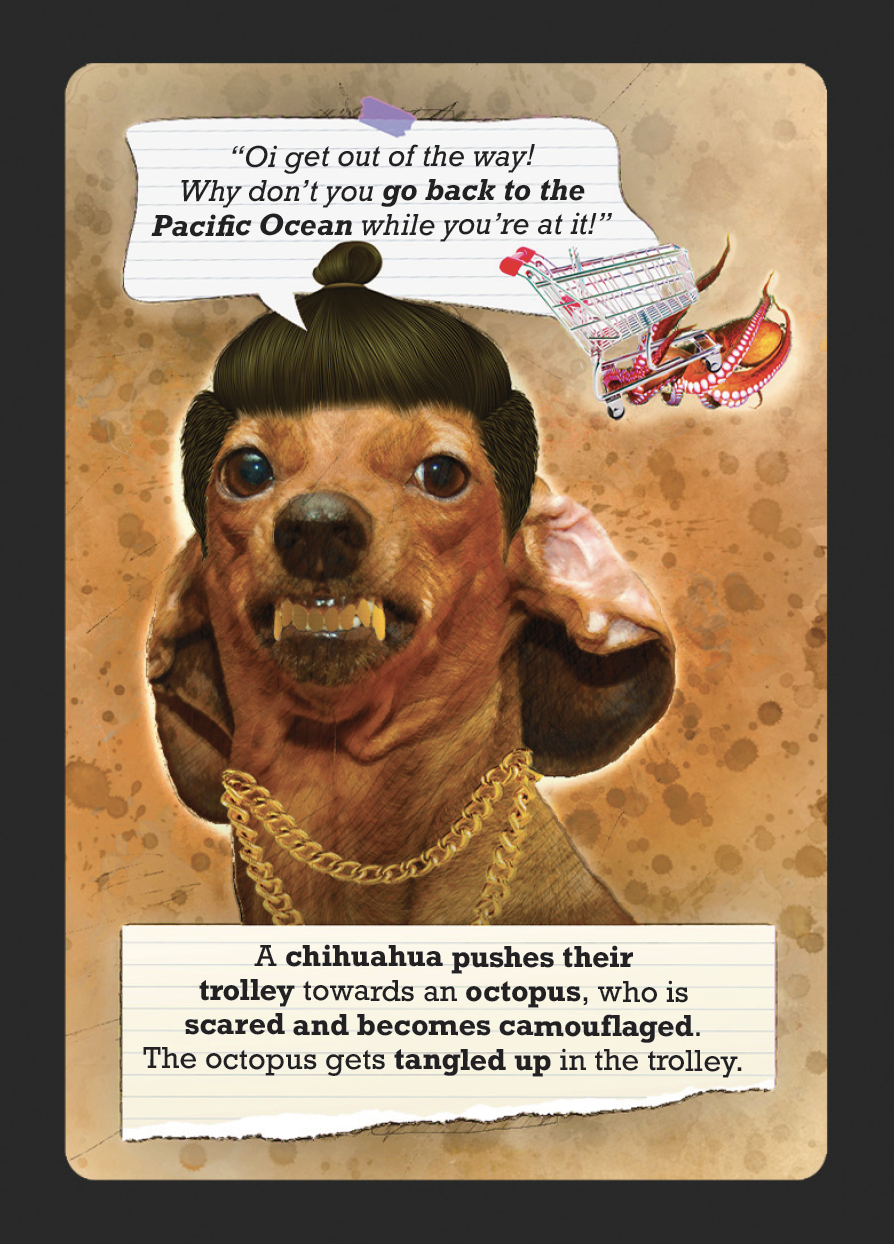 “Oi get out of the way!
Why don’t you go back to the
Pacific Ocean while you’re at it!”
A chihuahua pushes their
trolley towards an octopus, who is
scared and becomes camouflaged.
The octopus gets tangled up in the trolley.